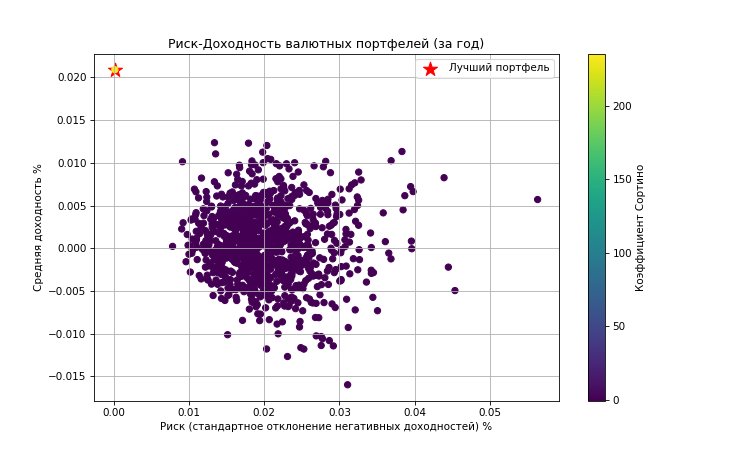 Риск-Доходность валютных портфелей (за год)
Лучший портфель
0.020
0.015
0.010
0.005
0.000
−0.005
−0.010
−0.015
Средняя доходность %
0.00 0.01 0.02 0.03 0.04 0.05
Риск (стандартное отклонение негативных доходностей) %
200
150
100
50
0
Коэффициент Сортино